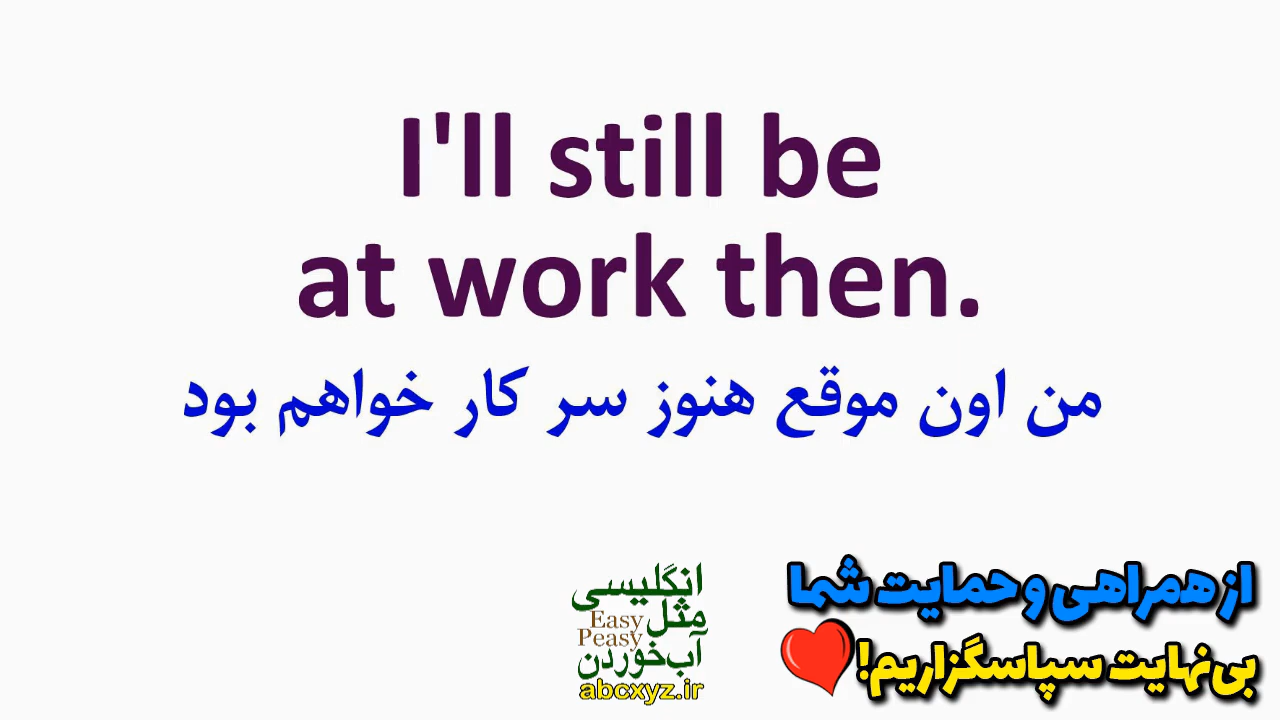 I'll still be
at work then.
من اون موقع هنوز سر کار خواهم بود
انگلیسی
مثل
Easy
Peasy
آب‌خوردن
abcxyz.ir
از همراهی و حمایت شما
بی‌نهایت سپاسگزاریم!